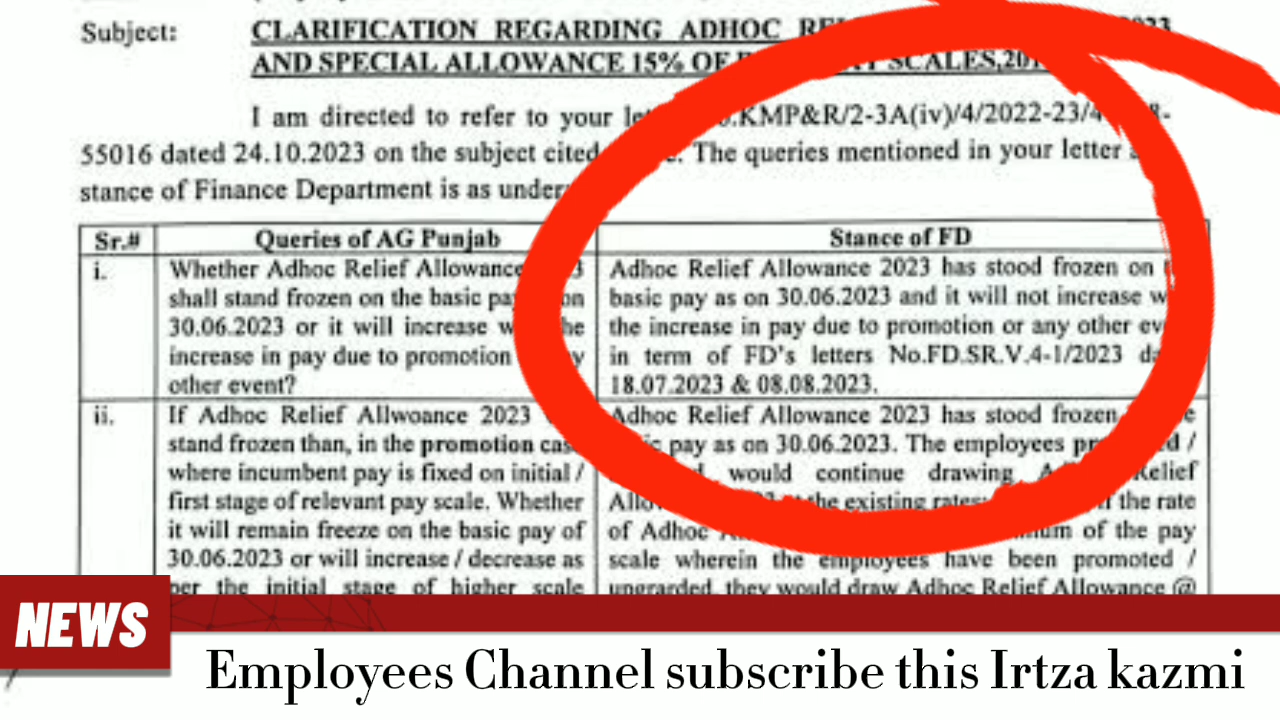 Subject:
CLARIFICATION REGARDING ADHOC
AND SPECIAL ALLOWANCE 15% OF SCALES,
I am directed to refer to your KMP&R/2-3A(iv)/4/2022-23/
55016 dated 24.10.2023 on the subject cited The queries mentioned in your letter
stance of Finance Department is as under
Sr.#
Queries of AG Punjab
Stance of FD
i.
Whether Adhoc Relief Allowance
shall stand frozen on the basic on
30.06.2023 or it will increase
increase in pay due to promotion
other event?
Adhoc Relief Allowance 2023 has stood frozen on
basic pay as on 30.06.2023 and it will not increase
the increase in pay due to promotion or any other
in term of FD's letters No.FD.SR.V.4-1/2023
18.07.2023 & 08.08.2023.
ii.
If Adhoc Relief Allwoance 2023
stand frozen than, in the promotion
where incumbent pay is fixed on initial /
first stage of relevant pay scale. Whether
it will remain freeze on the basic pay of
30.06.2023 or will increase / decrease as
per the initial stage of higher scale
Adhoc Relief Allowance 2023 has stood frozen
pay as on 30.06.2023. The employees /
would continue drawing Relief
the existing rates the rate
of Adhoc of the pay
scale wherein the employees have been promoted /
ungarded, they would draw Adhoc Relief Allowance @
NEWS
Employees Channel subscribe this Irtza kazmi